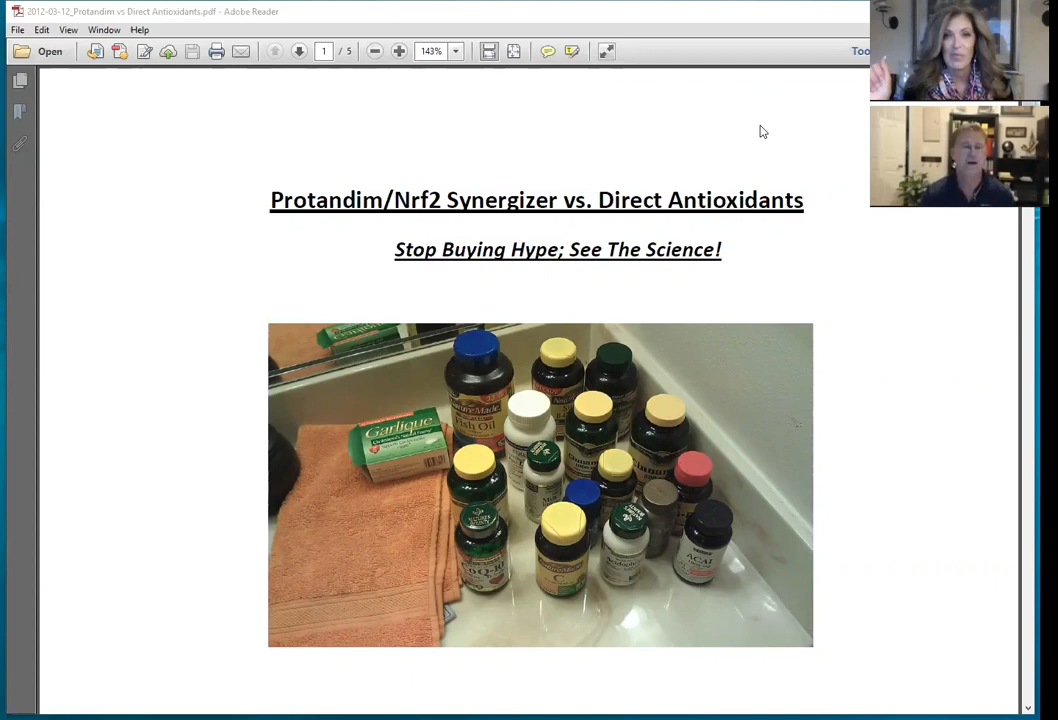 2012-03-12_Protandim vs Direct Antioxidants.pdf - Adobe Reader
File Edit View Window Help
Open 1 / 5 143% Too
Protandim/Nrf2 Synergizer vs. Direct Antioxidants
Stop Buying Hype; See The Science!
Garlique
Nature Made
Fish Oil
CoQ-10
C
Acidoph
ACAI